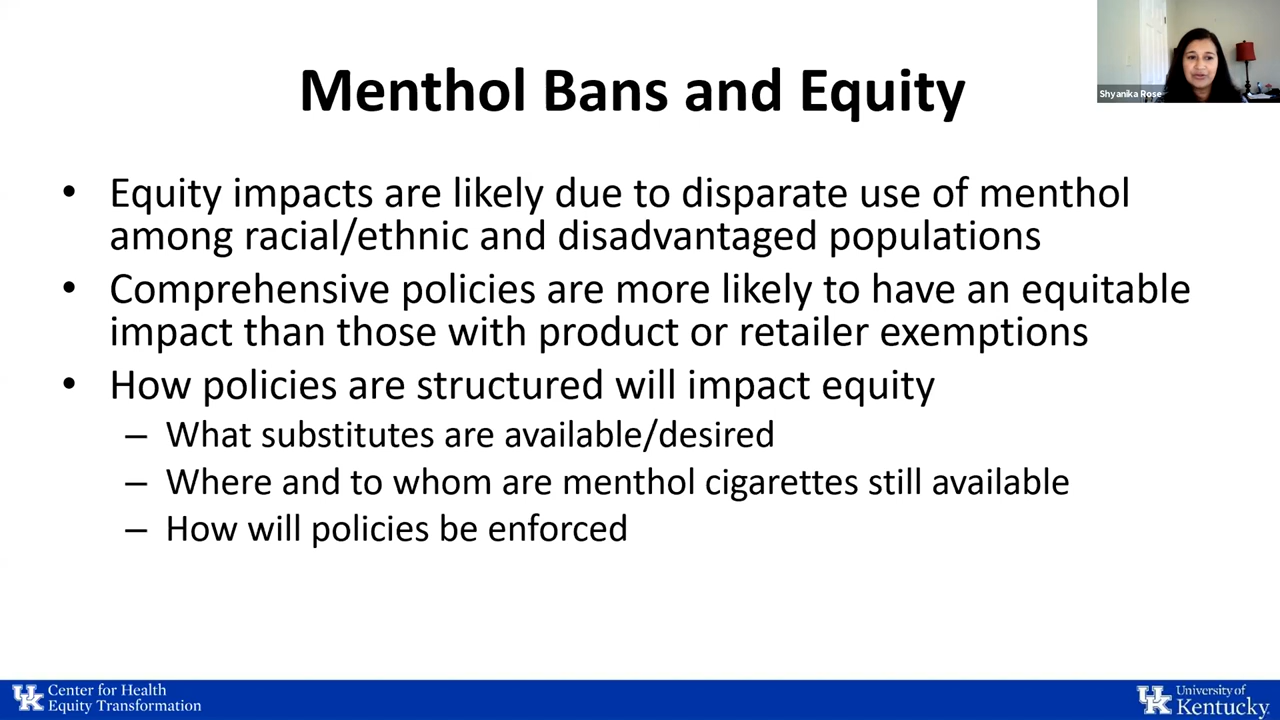 Menthol Bans and Equity
Shyanika Rose
• Equity impacts are likely due to disparate use of menthol
among racial/ethnic and disadvantaged populations
• Comprehensive policies are more likely to have an equitable
impact than those with product or retailer exemptions
• How policies are structured will impact equity
– What substitutes are available/desired
– Where and to whom are menthol cigarettes still available
– How will policies be enforced
UK Center for Health
Equity Transformation
UK University of
Kentucky